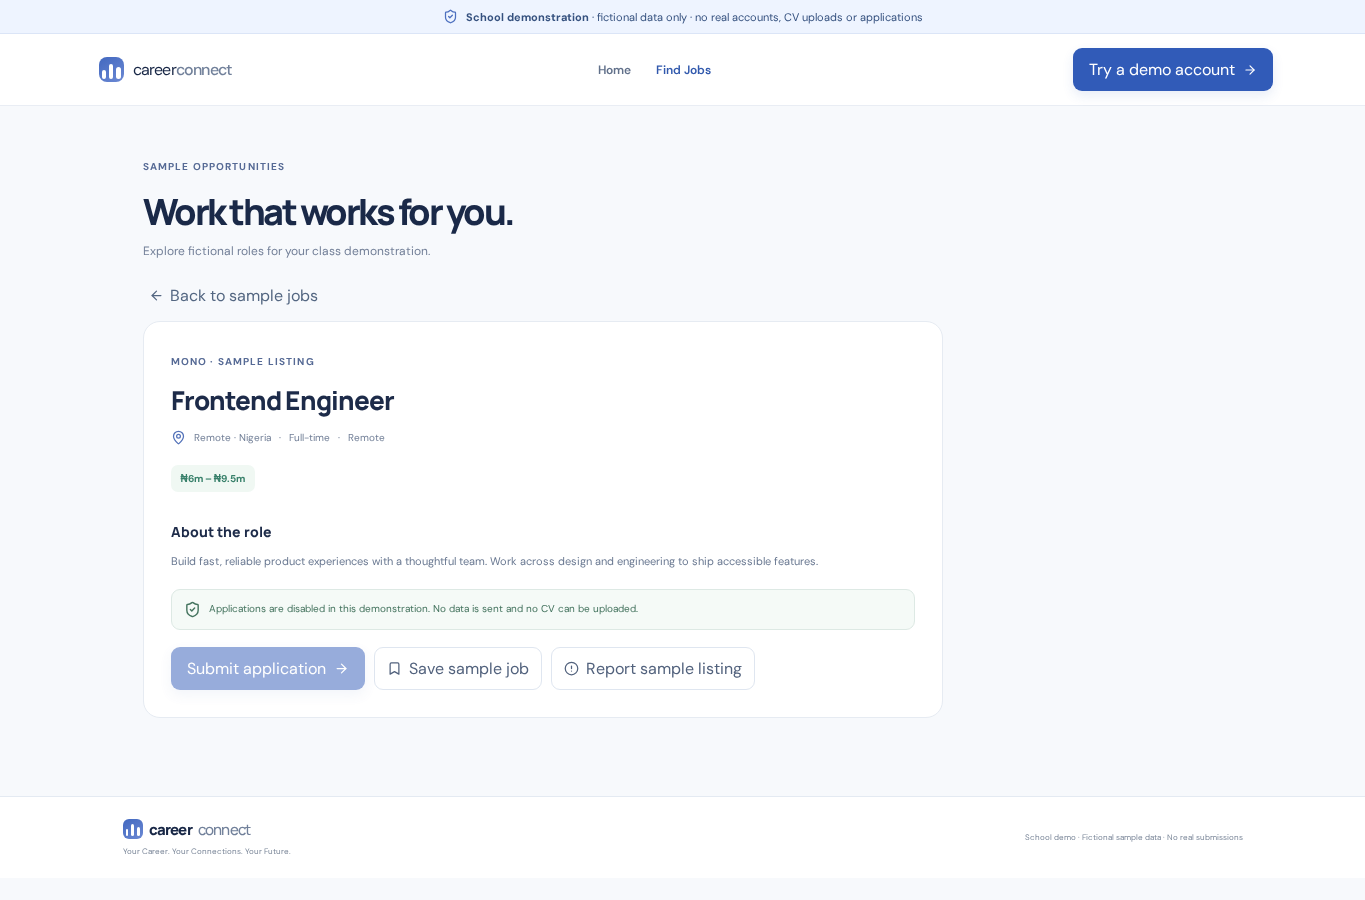 School demonstration · fictional data only · no real accounts, CV uploads or applications
careerconnect
Home
Find Jobs
Try a demo account
SAMPLE OPPORTUNITIES
Work that works for you.
Explore fictional roles for your class demonstration.
Back to sample jobs
MONO · SAMPLE LISTING
Frontend Engineer
Remote · Nigeria · Full-time · Remote
₦6m – ₦9.5m
About the role
Build fast, reliable product experiences with a thoughtful team. Work across design and engineering to ship accessible features.
Applications are disabled in this demonstration. No data is sent and no CV can be uploaded.
Submit application
Save sample job
Report sample listing
career connect
Your Career. Your Connections. Your Future.
School demo · Fictional sample data · No real submissions